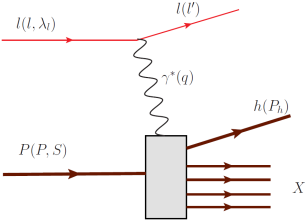 l(l')
l(l, λ_l)
γ*(q)
h(P_h)
P(P, S)
X